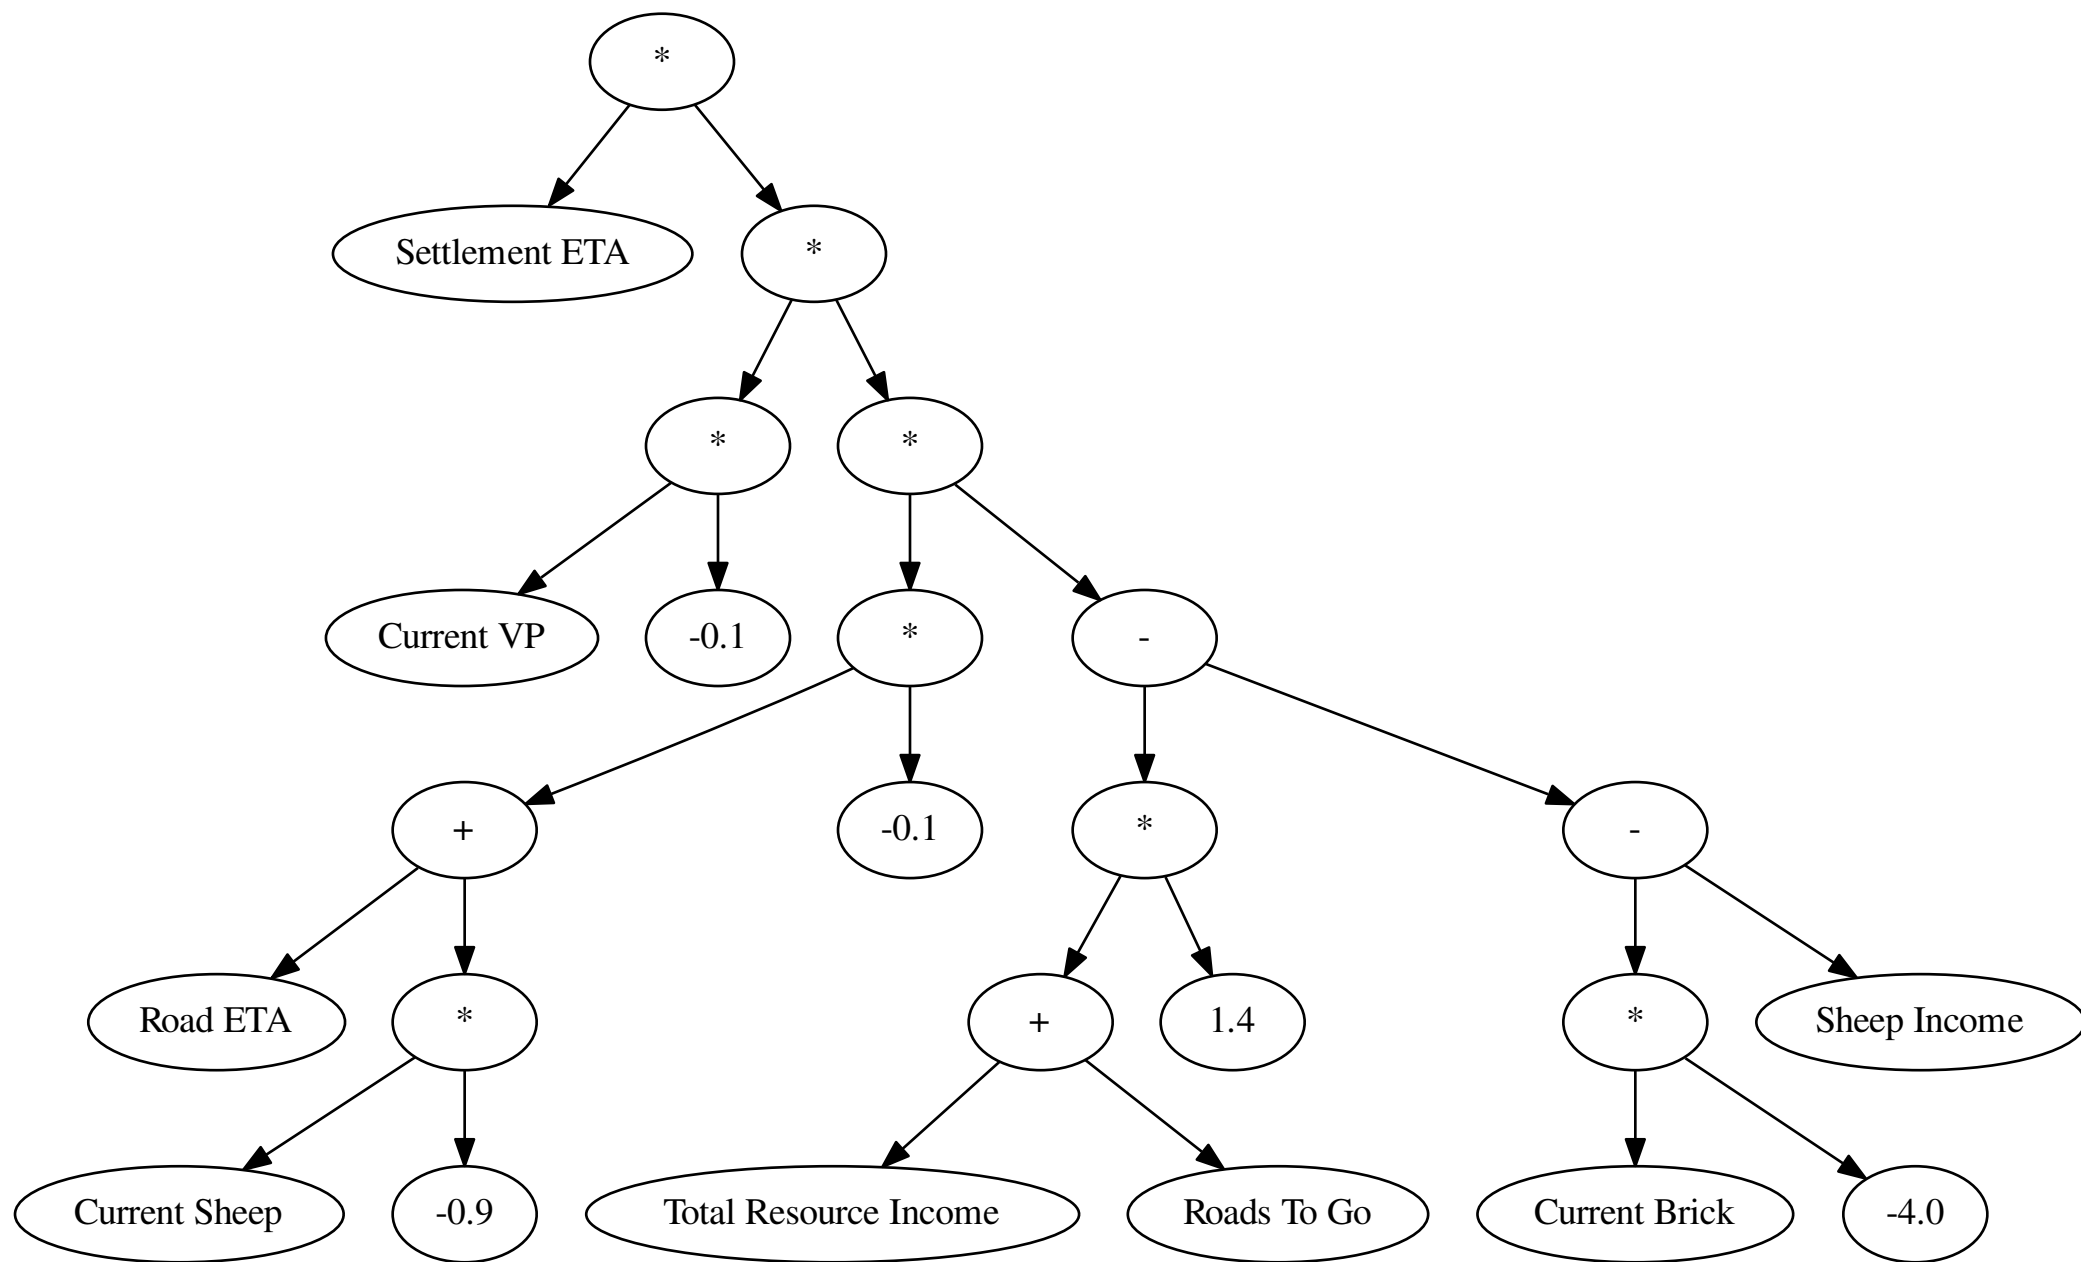 *
Settlement ETA
*
*
*
Current VP
-0.1
*
-
+
-0.1
*
-
Road ETA
*
+
1.4
*
Sheep Income
Current Sheep
-0.9
Total Resource Income
Roads To Go
Current Brick
-4.0